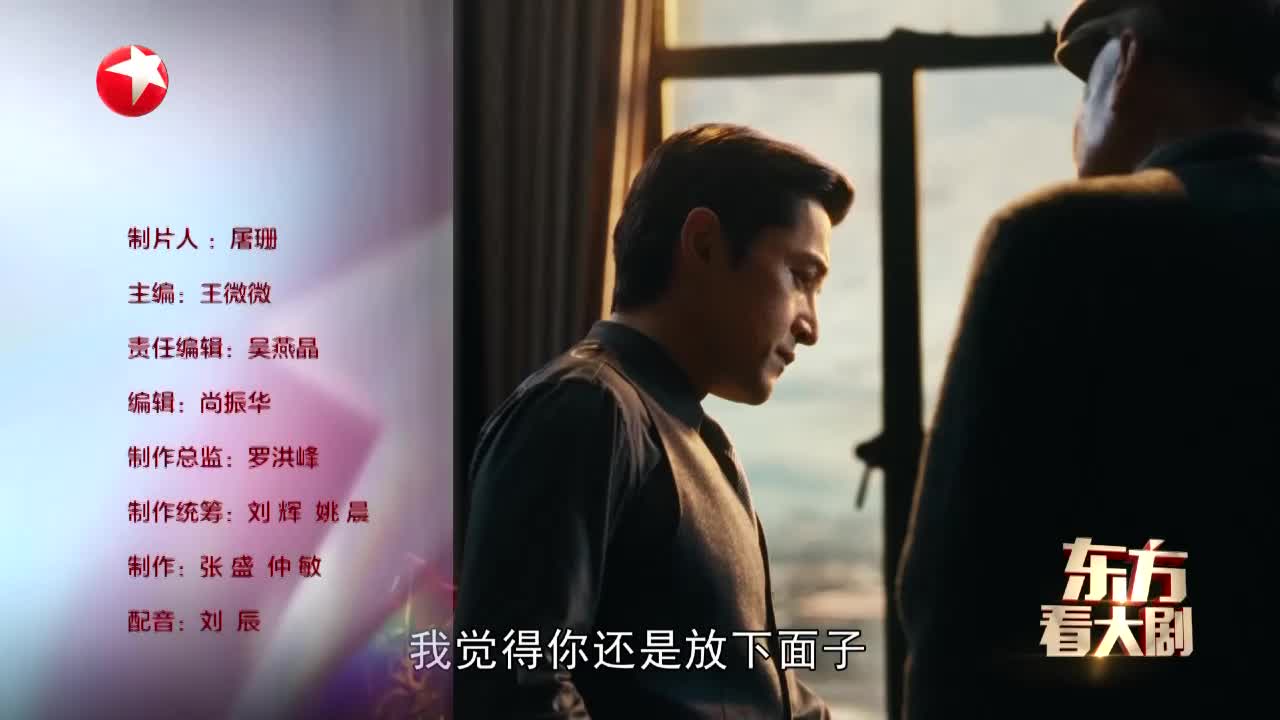 制片人：屠珊
主编：王微微
责任编辑：吴燕晶
编辑：尚振华
制作总监：罗洪峰
制作统筹：刘 辉 姚 晨
制作：张 盛 仲 敏
配音：刘 辰
我觉得你还是放下面子
东方
看大剧